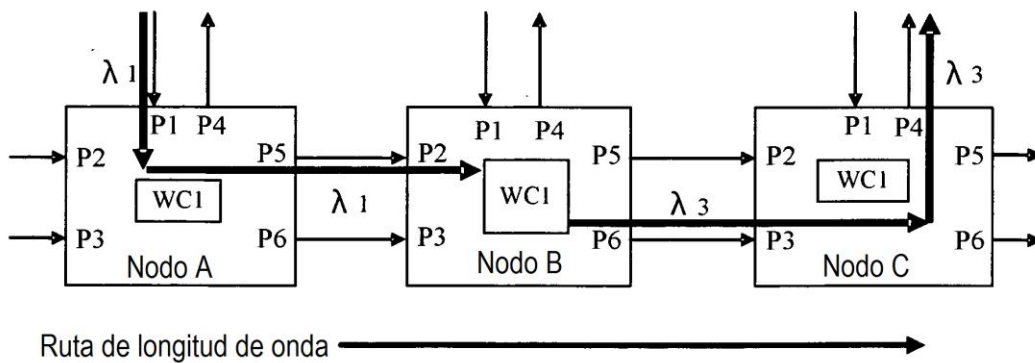 λ 1
λ 3
P1 P4
P1 P4
P1 P4
P2
P5
P2
P5
P2
P5
WC1
WC1
WC1
λ 1
λ 3
P3
P6
P3
P6
P3
P6
Nodo A
Nodo B
Nodo C
Ruta de longitud de onda